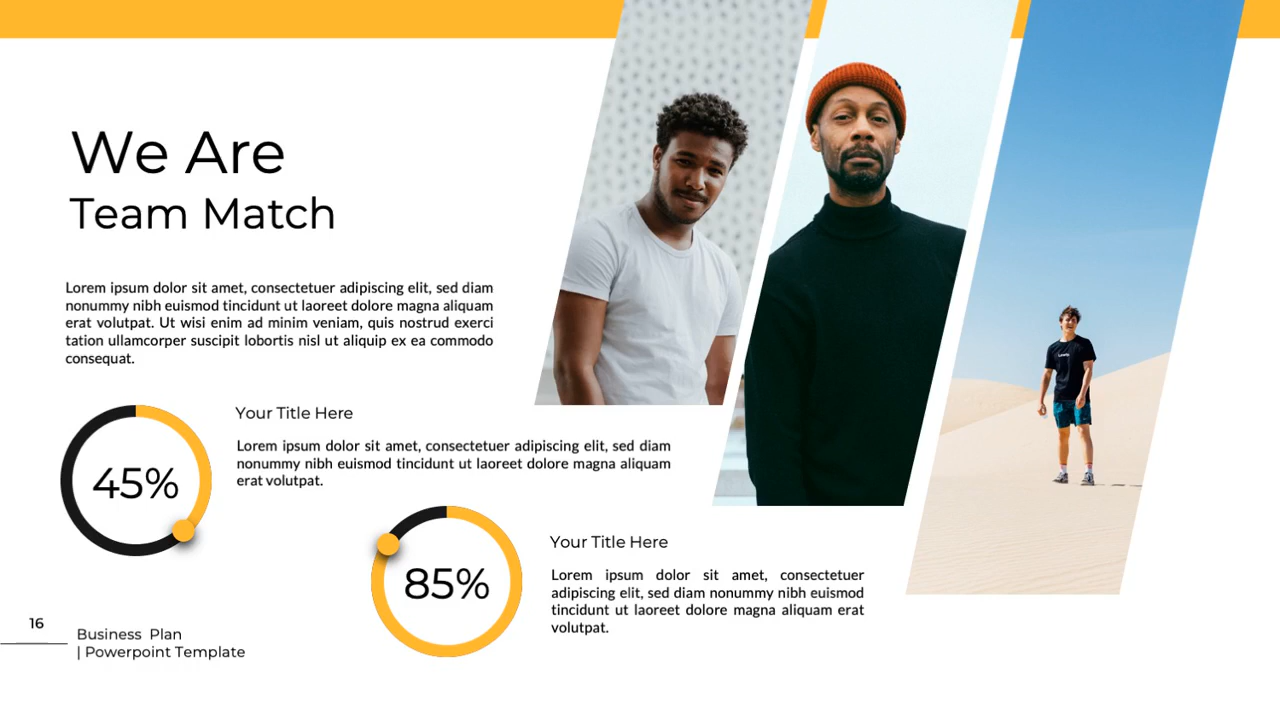 We Are
Team Match
Lorem ipsum dolor sit amet, consectetuer adipiscing elit, sed diam
nonummy nibh euismod tincidunt ut laoreet dolore magna aliquam
erat volutpat. Ut wisi enim ad minim veniam, quis nostrud exerci
tation ullamcorper suscipit lobortis nisl ut aliquip ex ea commodo
consequat.
45%
Your Title Here
Lorem ipsum dolor sit amet, consectetuer adipiscing elit, sed diam
nonummy nibh euismod tincidunt ut laoreet dolore magna aliquam
erat volutpat.
85%
Your Title Here
Lorem ipsum dolor sit amet, consectetuer
adipiscing elit, sed diam nonummy nibh euismod
tincidunt ut laoreet dolore magna aliquam erat
volutpat.
16
Business Plan
| Powerpoint Template